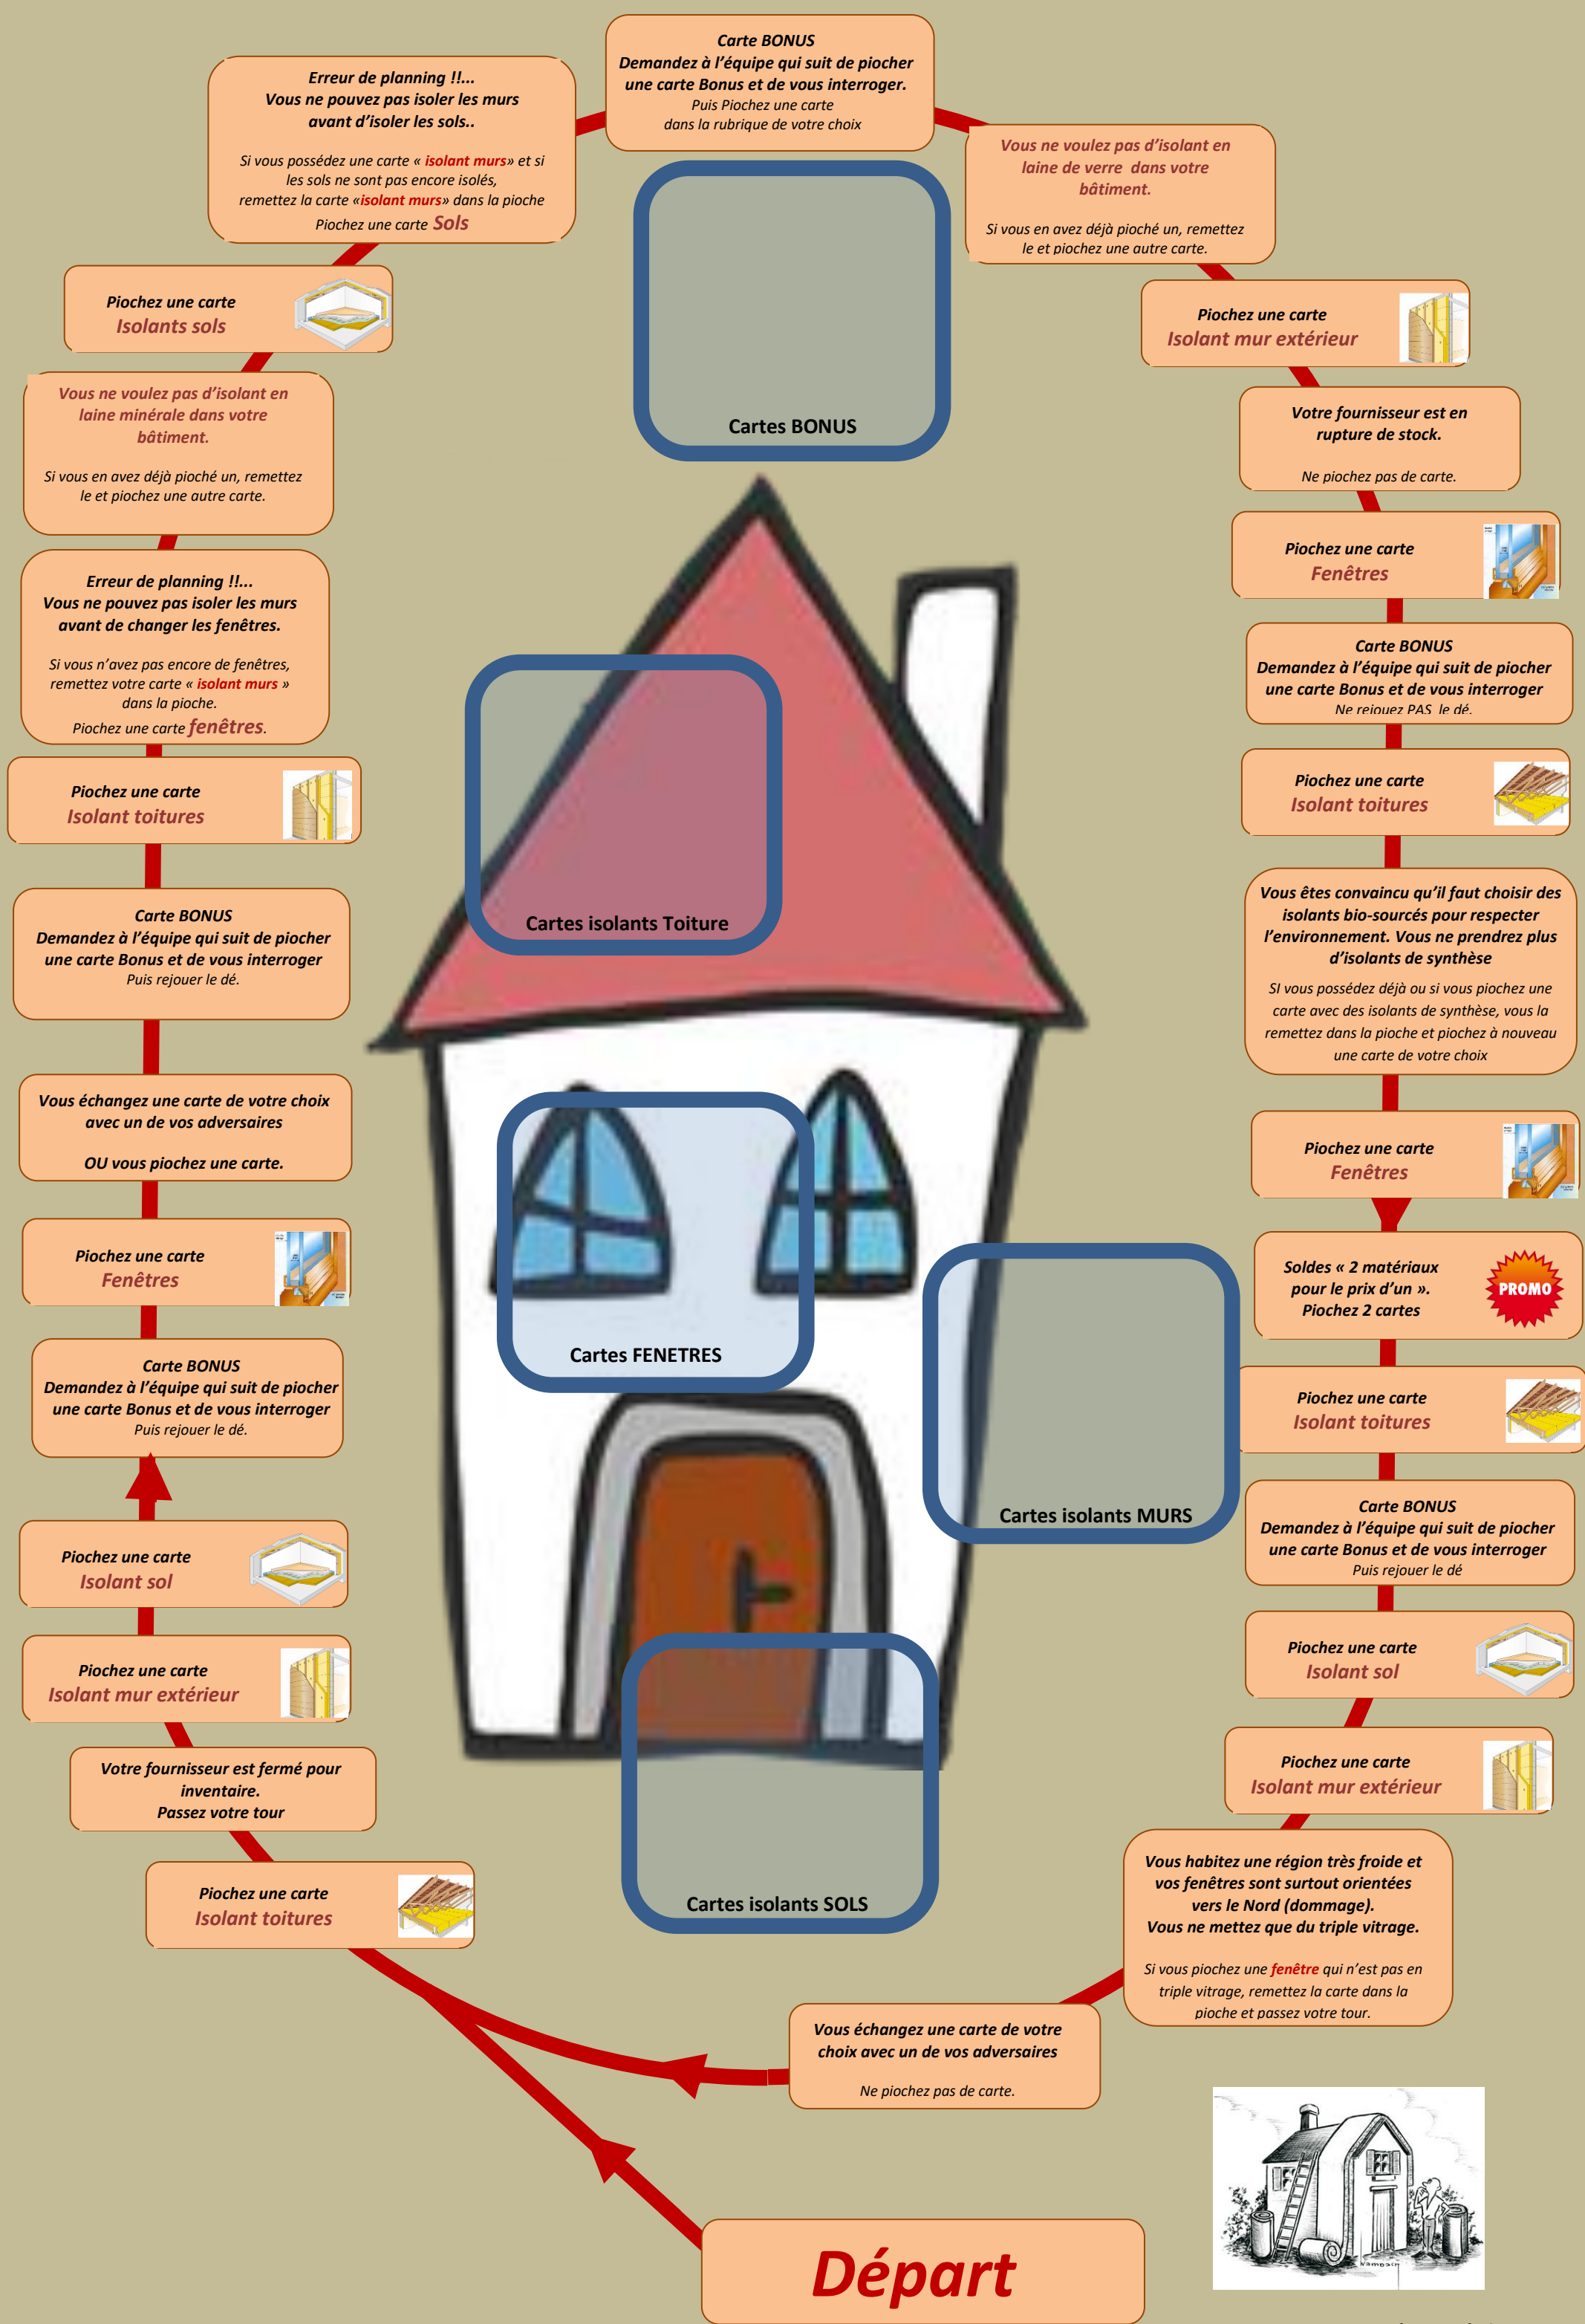 Carte BONUS
Demandez à l'équipe qui suit de piocher
une carte Bonus et de vous interroger.
Puis Piochez une carte
dans la rubrique de votre choix
Erreur de planning !!...
Vous ne pouvez pas isoler les murs
avant d'isoler les sols..
Si vous possédez une carte « isolant murs» et si
les sols ne sont pas encore isolés,
remettez la carte «isolant murs» dans la pioche
Piochez une carte Sols
Piochez une carte
Isolants sols
Vous ne voulez pas d'isolant en
laine minérale dans votre
bâtiment.
Si vous en avez déjà pioché un, remettez
le et piochez une autre carte.
Erreur de planning !!...
Vous ne pouvez pas isoler les murs
avant de changer les fenêtres.
Si vous n'avez pas encore de fenêtres,
remettez votre carte « isolant murs »
dans la pioche.
Piochez une carte fenêtres.
Piochez une carte
Isolant toitures
Carte BONUS
Demandez à l'équipe qui suit de piocher
une carte Bonus et de vous interroger
Puis rejouer le dé.
Vous échangez une carte de votre choix
avec un de vos adversaires
OU vous piochez une carte.
Piochez une carte
Fenêtres
Carte BONUS
Demandez à l'équipe qui suit de piocher
une carte Bonus et de vous interroger
Puis rejouer le dé.
Piochez une carte
Isolant sol
Piochez une carte
Isolant mur extérieur
Votre fournisseur est fermé pour
inventaire.
Passez votre tour
Piochez une carte
Isolant toitures
Cartes BONUS
Cartes isolants Toiture
Cartes FENETRES
Cartes isolants MURS
Cartes isolants SOLS
Vous ne voulez pas d'isolant en
laine de verre dans votre
bâtiment.
Si vous en avez déjà pioché un, remettez
le et piochez une autre carte.
Piochez une carte
Isolant mur extérieur
Votre fournisseur est en
rupture de stock.
Ne piochez pas de carte.
Piochez une carte
Fenêtres
Carte BONUS
Demandez à l'équipe qui suit de piocher
une carte Bonus et de vous interroger
Ne rejouez PAS le dé.
Piochez une carte
Isolant toitures
Vous êtes convaincu qu'il faut choisir des
isolants bio-sourcés pour respecter
l'environnement. Vous ne prendrez plus
d'isolants de synthèse
SI vous possédez déjà ou si vous piochez une
carte avec des isolants de synthèse, vous la
remettez dans la pioche et piochez à nouveau
une carte de votre choix
Piochez une carte
Fenêtres
Soldes « 2 matériaux
pour le prix d'un ».
Piochez 2 cartes
PROMO
Piochez une carte
Isolant toitures
Carte BONUS
Demandez à l'équipe qui suit de piocher
une carte Bonus et de vous interroger
Puis rejouer le dé
Piochez une carte
Isolant sol
Piochez une carte
Isolant mur extérieur
Vous habitez une région très froide et
vos fenêtres sont surtout orientées
vers le Nord (dommage).
Vous ne mettez que du triple vitrage.
Si vous piochez une fenêtre qui n'est pas en
triple vitrage, remettez la carte dans la
pioche et passez votre tour.
Vous échangez une carte de votre
choix avec un de vos adversaires
Ne piochez pas de carte.
Départ